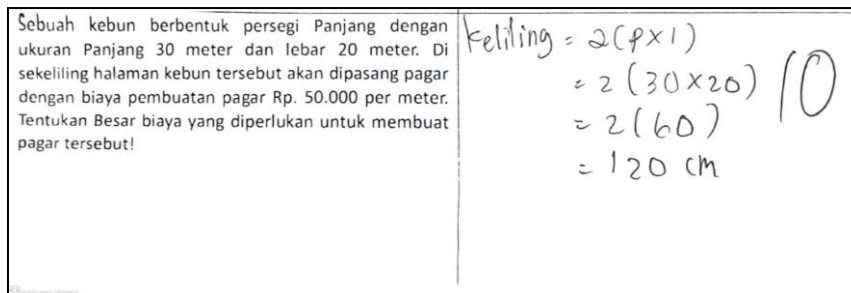 Sebuah kebun berbentuk persegi Panjang dengan
ukuran Panjang 30 meter dan lebar 20 meter. Di
sekeliling halaman kebun tersebut akan dipasang pagar
dengan biaya pembuatan pagar Rp. 50.000 per meter.
Tentukan Besar biaya yang diperlukan untuk membuat
pagar tersebut!
Keliling = 2(p×l)
= 2 (30×20)
= 2(60)
= 120 cm
10